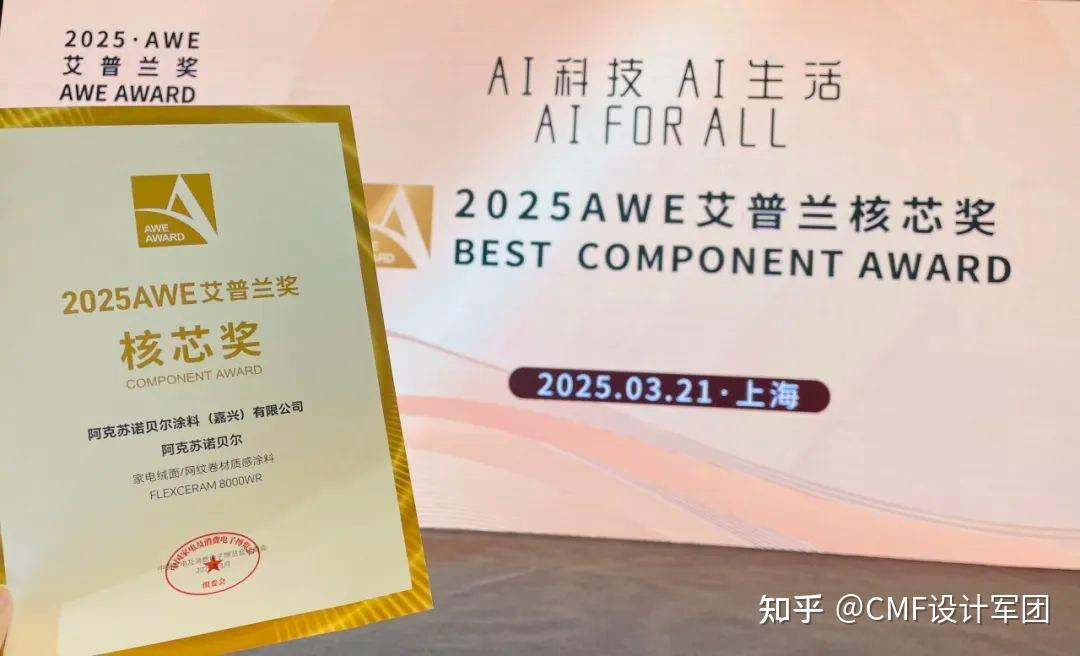 2025·AWE
艾普兰奖
AWE AWARD
AI科技 AI生活
AI FOR ALL
2025AWE艾普兰核芯奖
BEST COMPONENT AWARD
2025.03.21·上海
AWE
AWARD
2025AWE艾普兰奖
核芯奖
COMPONENT AWARD
阿克苏诺贝尔涂料（嘉兴）有限公司
阿克苏诺贝尔
家电绒面/网纹卷材质感涂料
FLEXCERAM 8000WR
组委会
知乎 @CMF设计军团